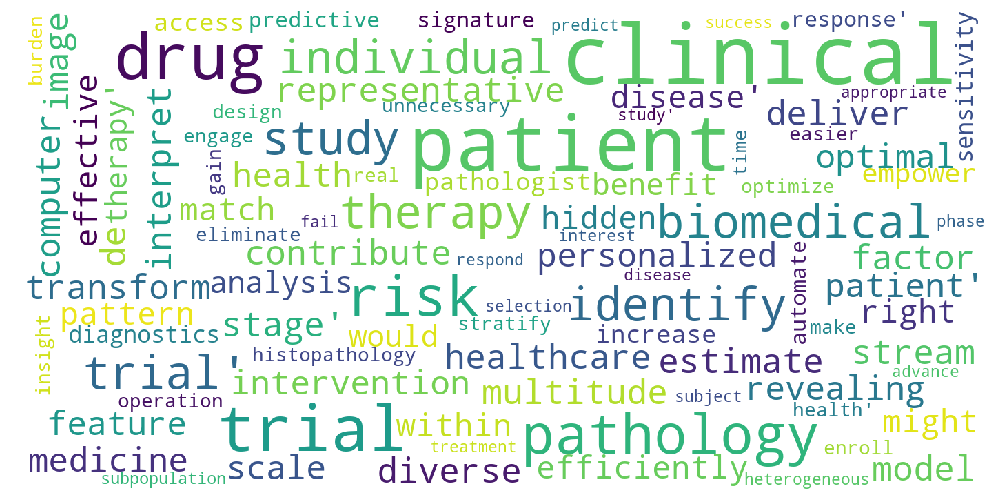 burden
image
access
predictive
signature
predict
success
response'
clinical
sensitivity
drug
individual
representative
unnecessary
disease'
study'
appropriate
deliver
easier
computer
effective
detherapy'
interpret
design
engage
study
patient
time
optimal
empower
gain
health
real
pathologist
benefit
optimize
match
fail
therapy
hidden
biomedical
phase
eliminate
interest
contribute
respond
personalized
disease
automate
factor
transform
analysis
risk
selection
identify
patient'
pattern
insight
diagnostics
stage'
would
stratify
increase
make
right
histopathology
healthcare
estimate
stream
trial'
intervention
multitude
subject
revealing
advance
operation
health'
feature
trial
within
treatment
pathology
might
enroll
medicine
subpopulation
scale
diverse
efficiently
heterogeneous
model